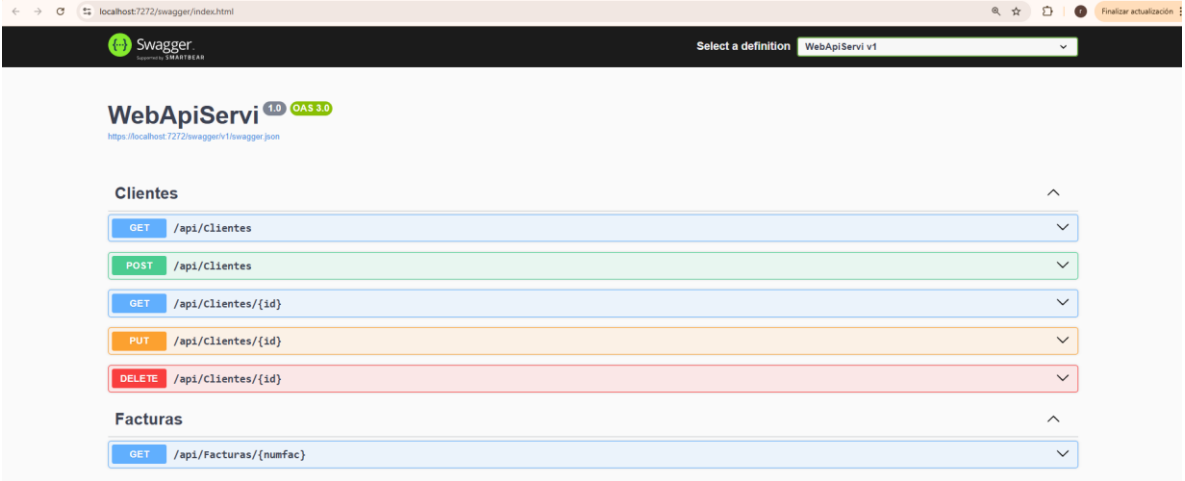 localhost:7272/swagger/index.html
Finalizar actualización
Swagger.
Supported by SMARTBEAR
Select a definition
WebApiServi v1
WebApiServi 1.0 OAS 3.0
https://localhost:7272/swagger/v1/swagger.json
Clientes
GET /api/Clientes
POST /api/Clientes
GET /api/Clientes/{id}
PUT /api/Clientes/{id}
DELETE /api/Clientes/{id}
Facturas
GET /api/Facturas/{numfac}